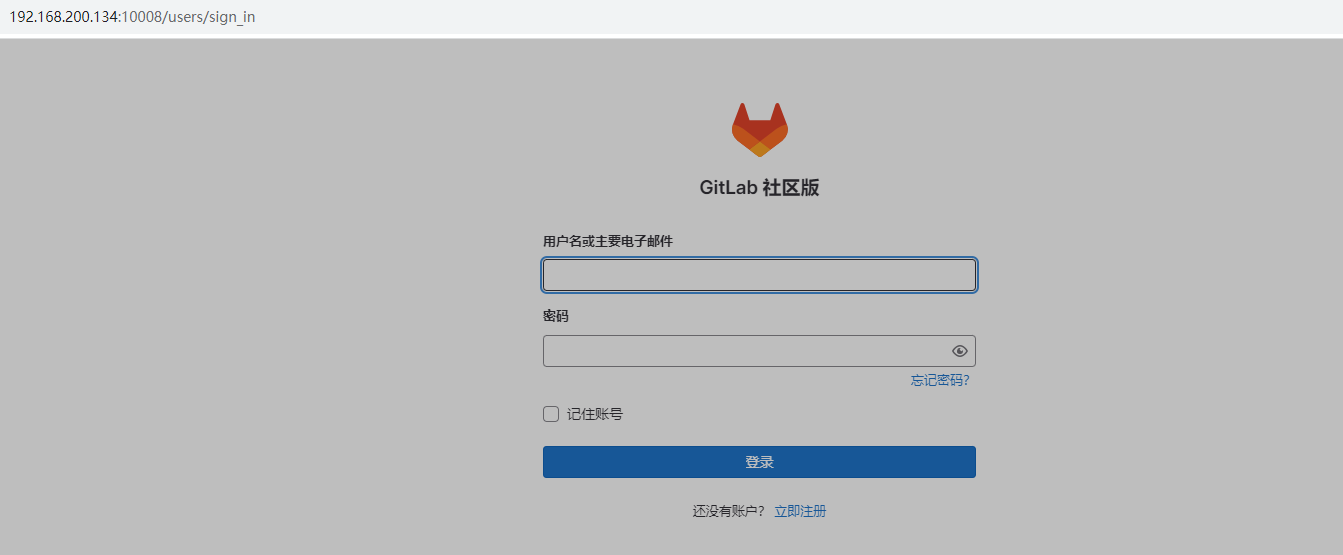 192.168.200.134:10008/users/sign_in
GitLab 社区版
用户名或主要电子邮件
密码
忘记密码?
记住账号
登录
还没有账户? 立即注册